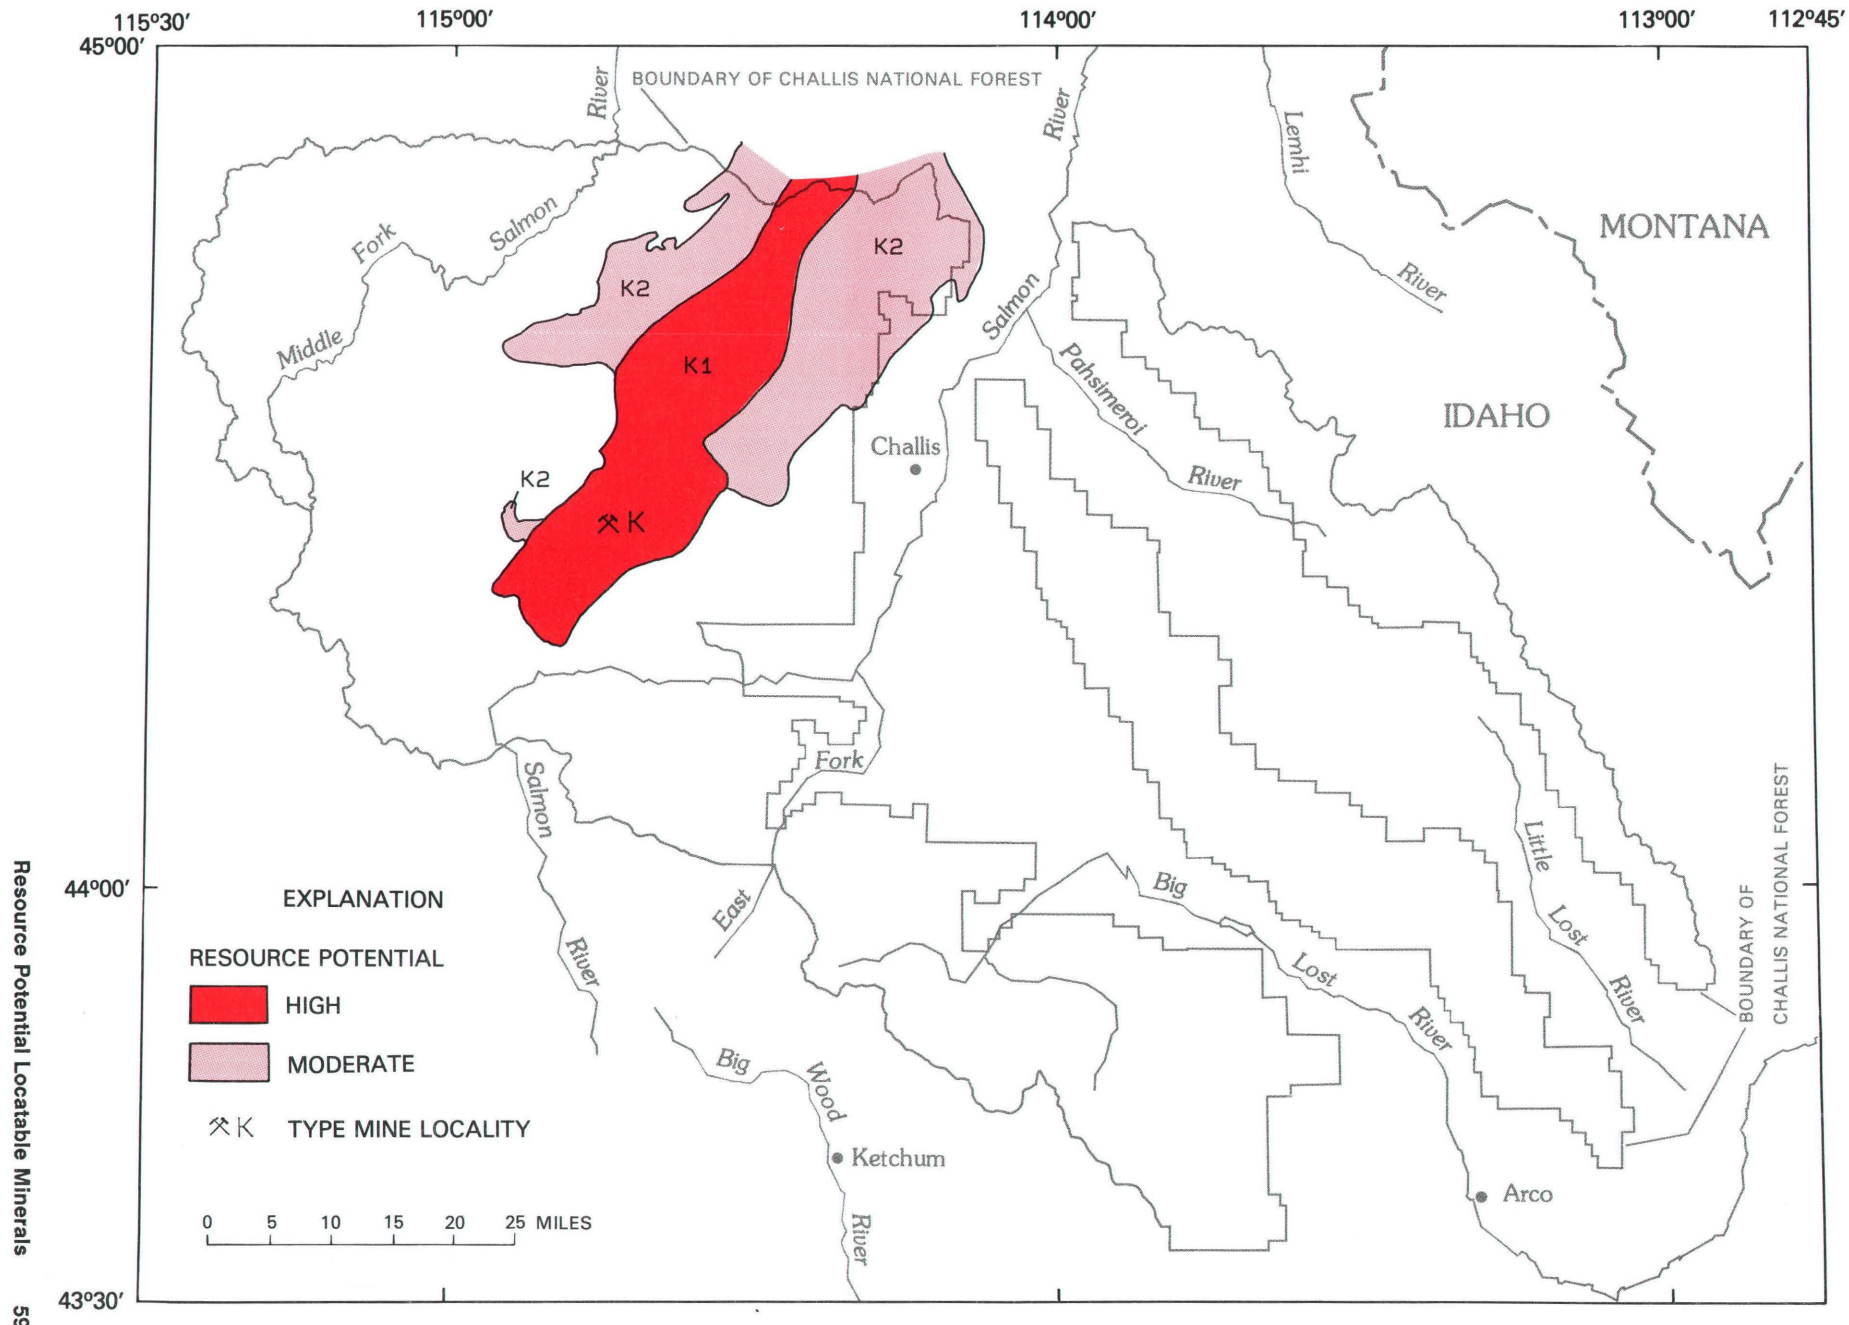 115°30′ 115°00′ 114°00′ 113°00′ 112°45′
45°00′
BOUNDARY OF CHALLIS NATIONAL FOREST
River
River
Lemhi
River
MONTANA
IDAHO
Middle
Fork
Salmon
K2
K2
K1
K2
K
Salmon
Pahsimeroi
River
Challis
Salmon
River
Fork
East
44°00′
EXPLANATION
RESOURCE POTENTIAL
HIGH
MODERATE
K TYPE MINE LOCALITY
0 5 10 15 20 25 MILES
Big
Wood
River
Ketchum
Big
Lost
River
Little
Lost
River
Arco
BOUNDARY OF
CHALLIS NATIONAL FOREST
43°30′
Resource Potential Locatable Minerals 59